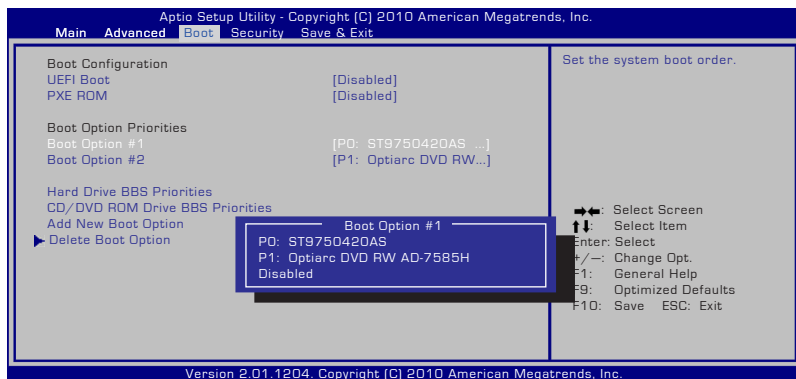 Aptio Setup Utility - Copyright (C) 2010 American Megatrends, Inc.
Main Advanced Boot Security Save & Exit
Boot Configuration
UEFI Boot [Disabled]
PXE ROM [Disabled]
Boot Option Priorities
Boot Option #1 [P0: ST9750420AS ...]
Boot Option #2 [P1: Optiarc DVD RW...]
Hard Drive BBS Priorities
CD/DVD ROM Drive BBS Priorities
Add New Boot Option
Delete Boot Option
Boot Option #1
P0: ST9750420AS
P1: Optiarc DVD RW AD-7585H
Disabled
Set the system boot order.
→←: Select Screen
↑↓: Select Item
Enter: Select
+/—: Change Opt.
F1: General Help
F9: Optimized Defaults
F10: Save ESC: Exit
Version 2.01.1204. Copyright (C) 2010 American Megatrends, Inc.